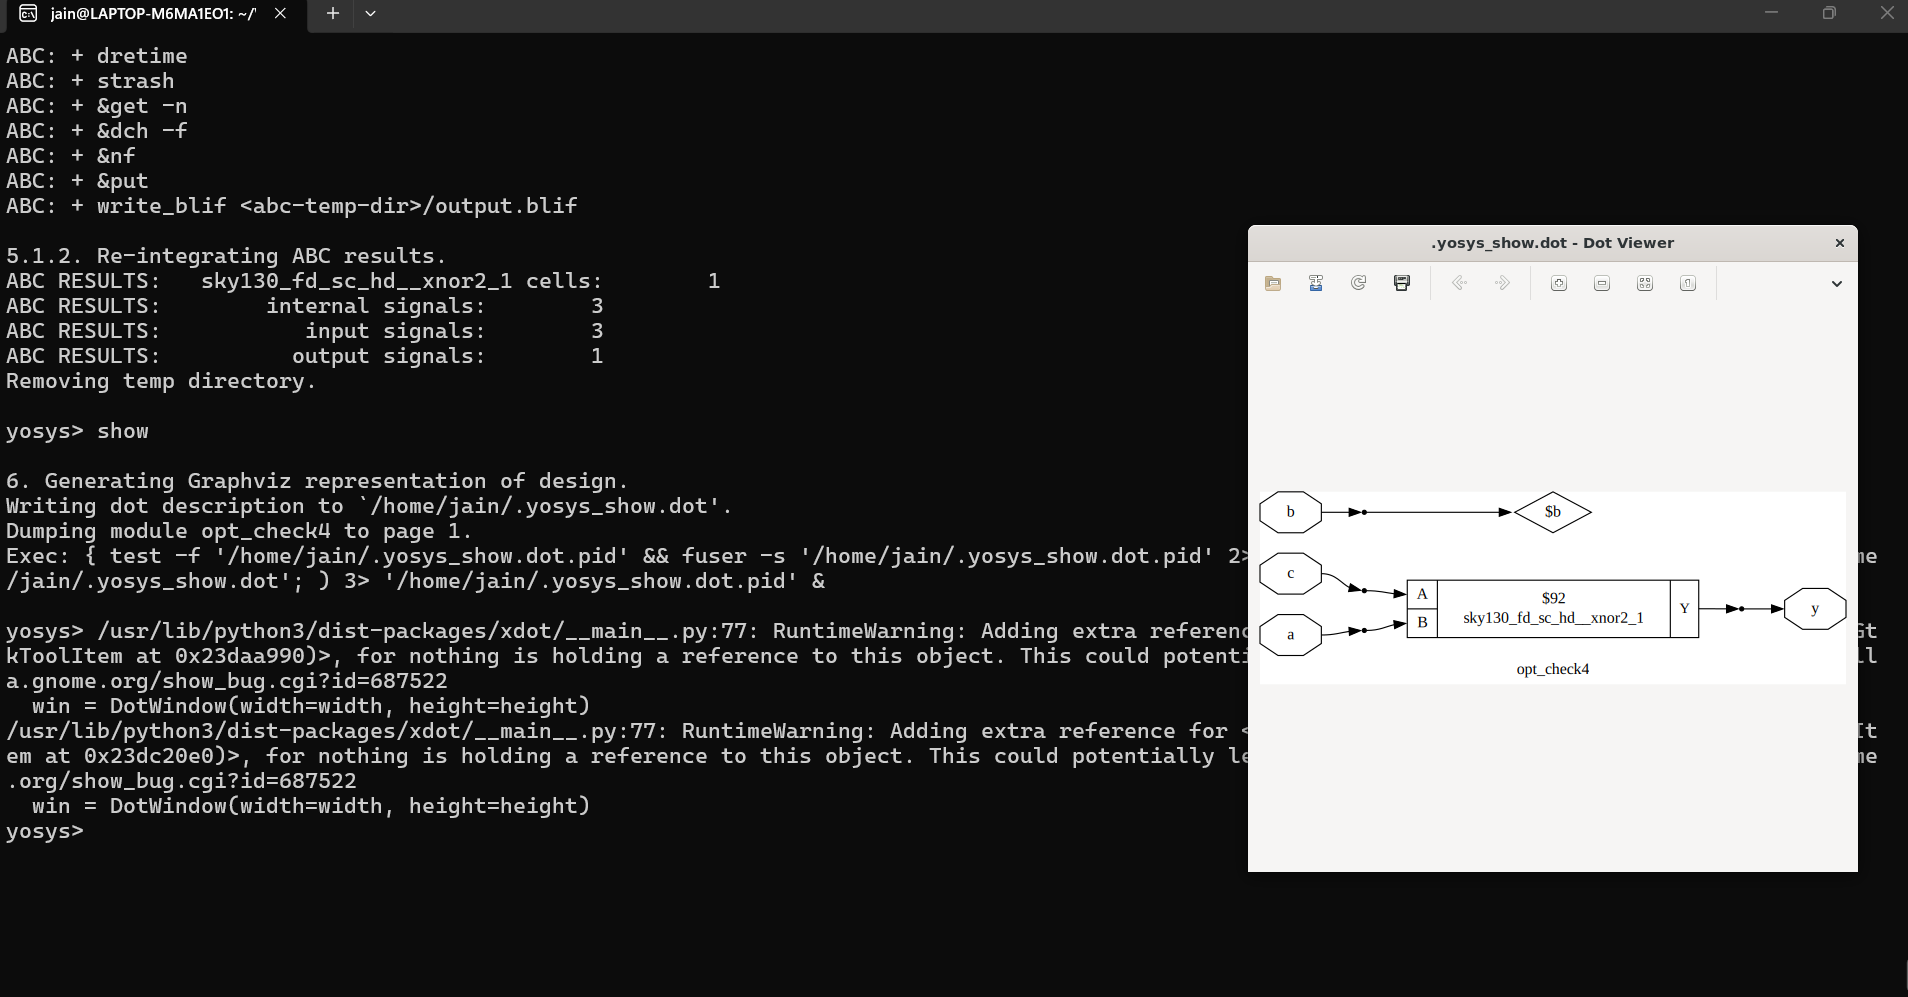 jain@LAPTOP-M6MA1EO1: ~/
ABC: + dretime
ABC: + strash
ABC: + &get -n
ABC: + &dch -f
ABC: + &nf
ABC: + &put
ABC: + write_blif <abc-temp-dir>/output.blif
5.1.2. Re-integrating ABC results.
ABC RESULTS:   sky130_fd_sc_hd__xnor2_1 cells:        1
ABC RESULTS:        internal signals:        3
ABC RESULTS:           input signals:        3
ABC RESULTS:          output signals:        1
Removing temp directory.
yosys> show
6. Generating Graphviz representation of design.
Writing dot description to `/home/jain/.yosys_show.dot'.
Dumping module opt_check4 to page 1.
Exec: { test -f '/home/jain/.yosys_show.dot.pid' && fuser -s '/home/jain/.yosys_show.dot.pid' 2> me
/jain/.yosys_show.dot'; ) 3> '/home/jain/.yosys_show.dot.pid' &
yosys> /usr/lib/python3/dist-packages/xdot/__main__.py:77: RuntimeWarning: Adding extra referenc Gt
kToolItem at 0x23daa990)>, for nothing is holding a reference to this object. This could potenti ll
a.gnome.org/show_bug.cgi?id=687522
  win = DotWindow(width=width, height=height)
/usr/lib/python3/dist-packages/xdot/__main__.py:77: RuntimeWarning: Adding extra reference for < It
em at 0x23dc20e0)>, for nothing is holding a reference to this object. This could potentially le me
.org/show_bug.cgi?id=687522
  win = DotWindow(width=width, height=height)
yosys>
.yosys_show.dot - Dot Viewer
b
$b
c
a
A
B
$92
sky130_fd_sc_hd__xnor2_1
Y
y
opt_check4